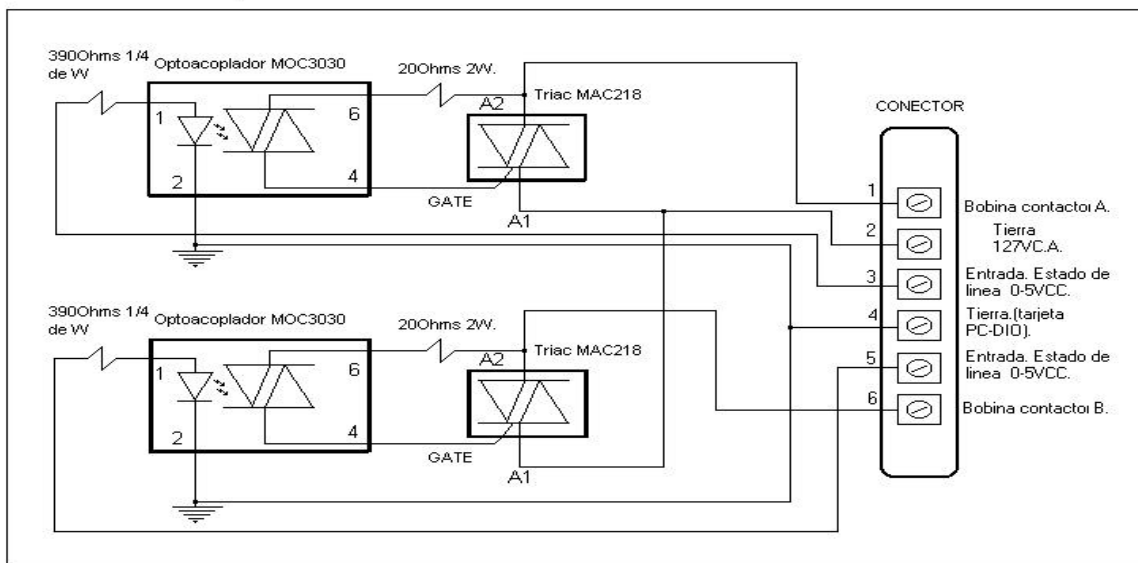 390Ohms 1/4
de W
Optoacoplador MOC3030
20Ohms 2W.
A2
Triac MAC218
1
6
2
4
GATE
A1
390Ohms 1/4
de W
Optoacoplador MOC3030
20Ohms 2W.
A2
Triac MAC218
1
6
2
4
GATE
A1
CONECTOR
1
Bobina contactor A.
2
Tierra
127VC.A.
3
Entrada. Estado de
linea 0-5VCC.
4
Tierra.(tarjeta
PC-DIO).
5
Entrada. Estado de
linea 0-5VCC.
6
Bobina contactor B.